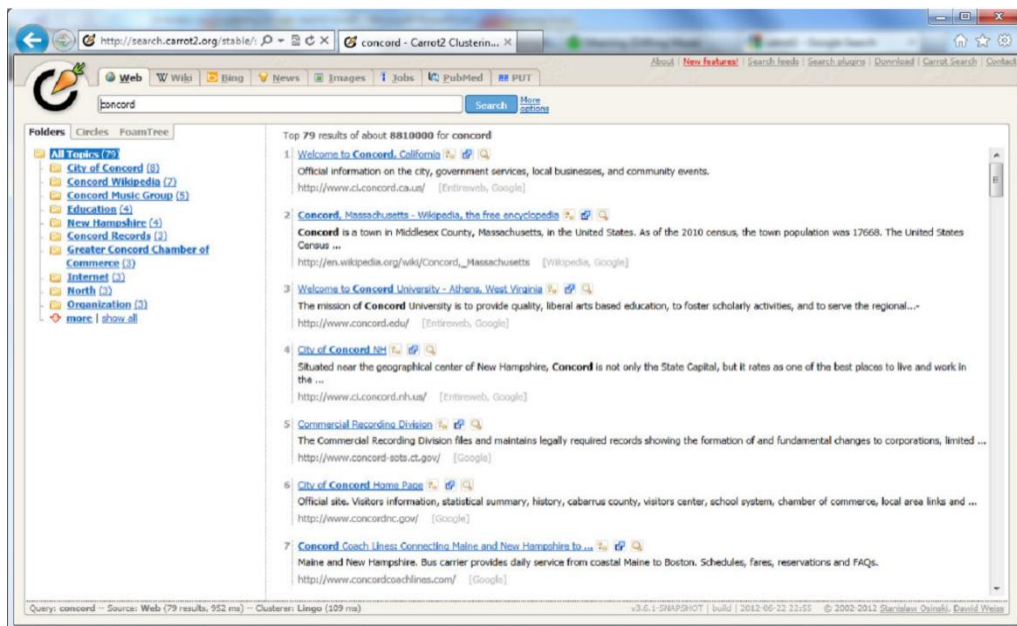 http://search.carrot2.org/stable/:
concord - Carrot2 Clusterin... ×
About | New features! | Search feeds | Search plugins | Download | Carrot Search | Contact
Web Wiki Bing News Images Jobs PubMed PUT
concord Search More options
Folders Circles FoamTree
All Topics (79)
City of Concord (8)
Concord Wikipedia (7)
Concord Music Group (5)
Education (4)
New Hampshire (4)
Concord Records (3)
Greater Concord Chamber of
Commerce (3)
Internet (3)
North (3)
Organization (3)
more | show all
Top 79 results of about 8810000 for concord
1 Welcome to Concord, California
Official information on the city, government services, local businesses, and community events.
http://www.ci.concord.ca.us/ [Entireweb, Google]
2 Concord, Massachusetts - Wikipedia, the free encyclopedia
Concord is a town in Middlesex County, Massachusetts, in the United States. As of the 2010 census, the town population was 17668. The United States
Census ...
http://en.wikipedia.org/wiki/Concord,_Massachusetts [Wikipedia, Google]
3 Welcome to Concord University - Athens, West Virginia
The mission of Concord University is to provide quality, liberal arts based education, to foster scholarly activities, and to serve the regional...-
http://www.concord.edu/ [Entireweb, Google]
4 City of Concord NH
Situated near the geographical center of New Hampshire, Concord is not only the State Capital, but it rates as one of the best places to live and work in
the ...
http://www.ci.concord.nh.us/ [Entireweb, Google]
5 Commercial Recording Division
The Commercial Recording Division files and maintains legally required records showing the formation of and fundamental changes to corporations, limited ...
http://www.concord-sots.ct.gov/ [Google]
6 City of Concord Home Page
Official site. Visitors information, statistical summary, history, cabarrus county, visitors center, school system, chamber of commerce, local area links and ...
http://www.concordnc.gov/ [Google]
7 Concord Coach Lines: Connecting Maine and New Hampshire to ...
Maine and New Hampshire. Bus carrier provides daily service from coastal Maine to Boston. Schedules, fares, reservations and FAQs.
http://www.concordcoachlines.com/ [Google]
Query: concord -- Source: Web (79 results, 952 ms) -- Clusterer: Lingo (109 ms)
v3.6.1-SNAPSHOT | build | 2012-06-22 22:55 © 2002-2012 Stanislaw Osinski, Dawid Weiss